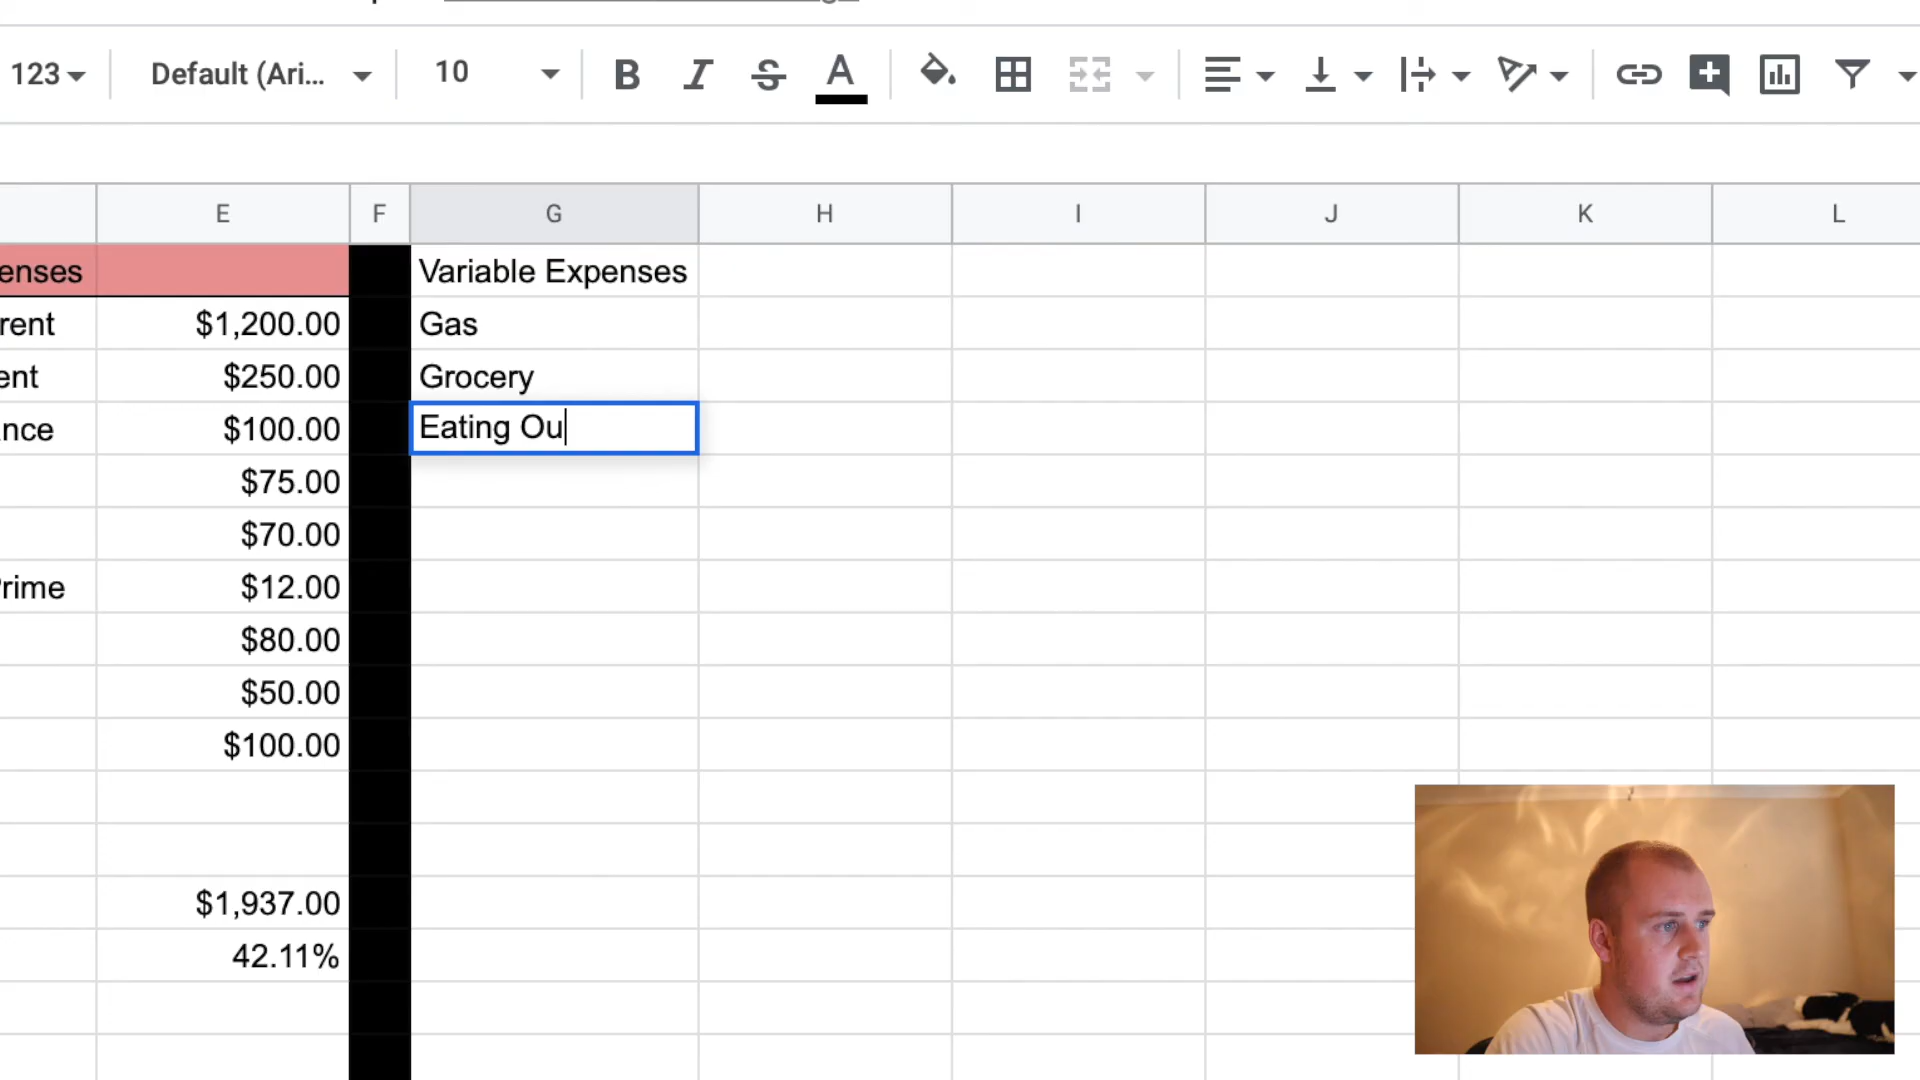 123 Default (Ari... 10 B I S A
E F G H I J K L
enses Variable Expenses
rent $1,200.00 Gas
ent $250.00 Grocery
nce $100.00 Eating Ou
$75.00
$70.00
Prime $12.00
$80.00
$50.00
$100.00
$1,937.00
42.11%